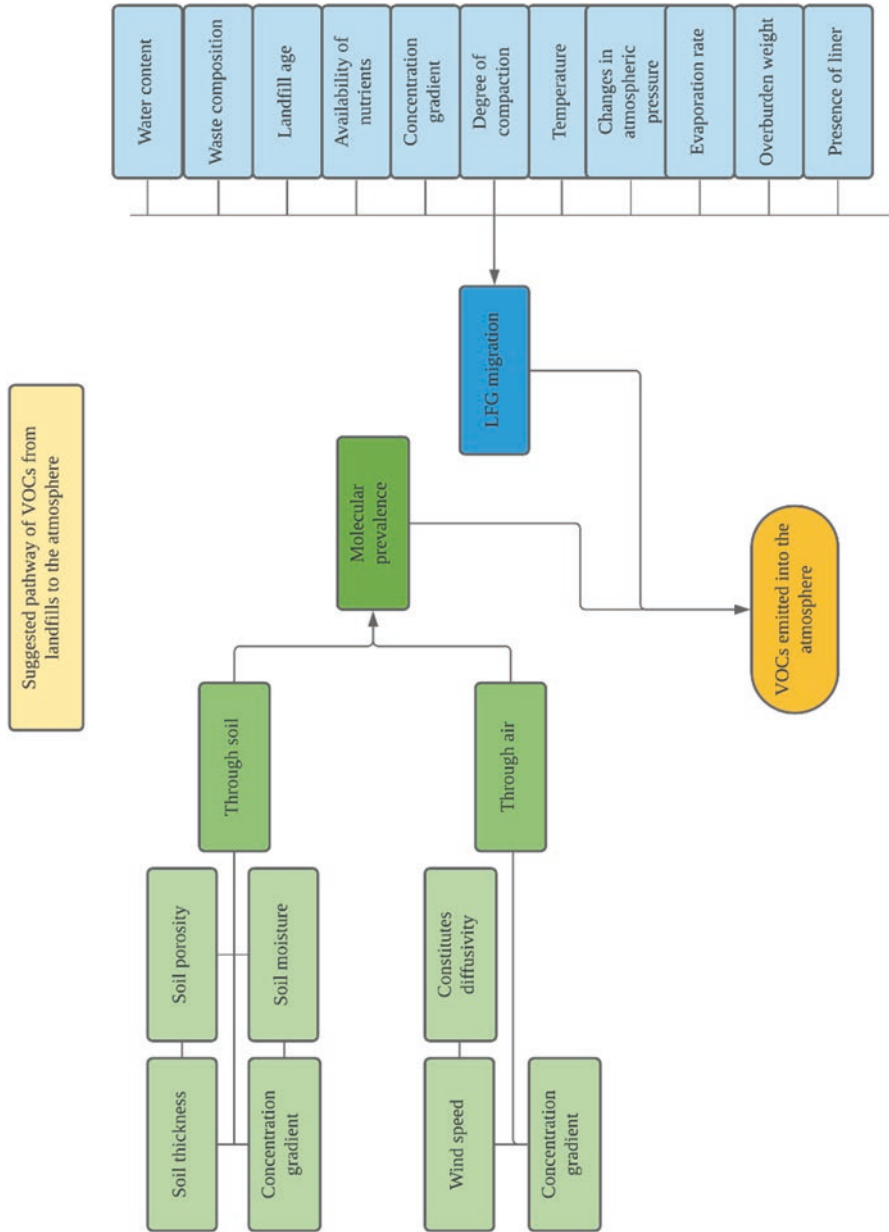 Suggested pathway of VOCs from
landfills to the atmosphere
Soil thickness
Soil porosity
Concentration
gradient
Soil moisture
Through soil
Wind speed
Constitutes
diffusivity
Concentration
gradient
Through air
Molecular
prevalence
LFG migration
VOCs emitted into the
atmosphere
Water content
Waste composition
Landfill age
Availability of
nutrients
Concentration
gradient
Degree of
compaction
Temperature
Changes in
atmospheric
pressure
Evaporation rate
Overburden weight
Presence of liner